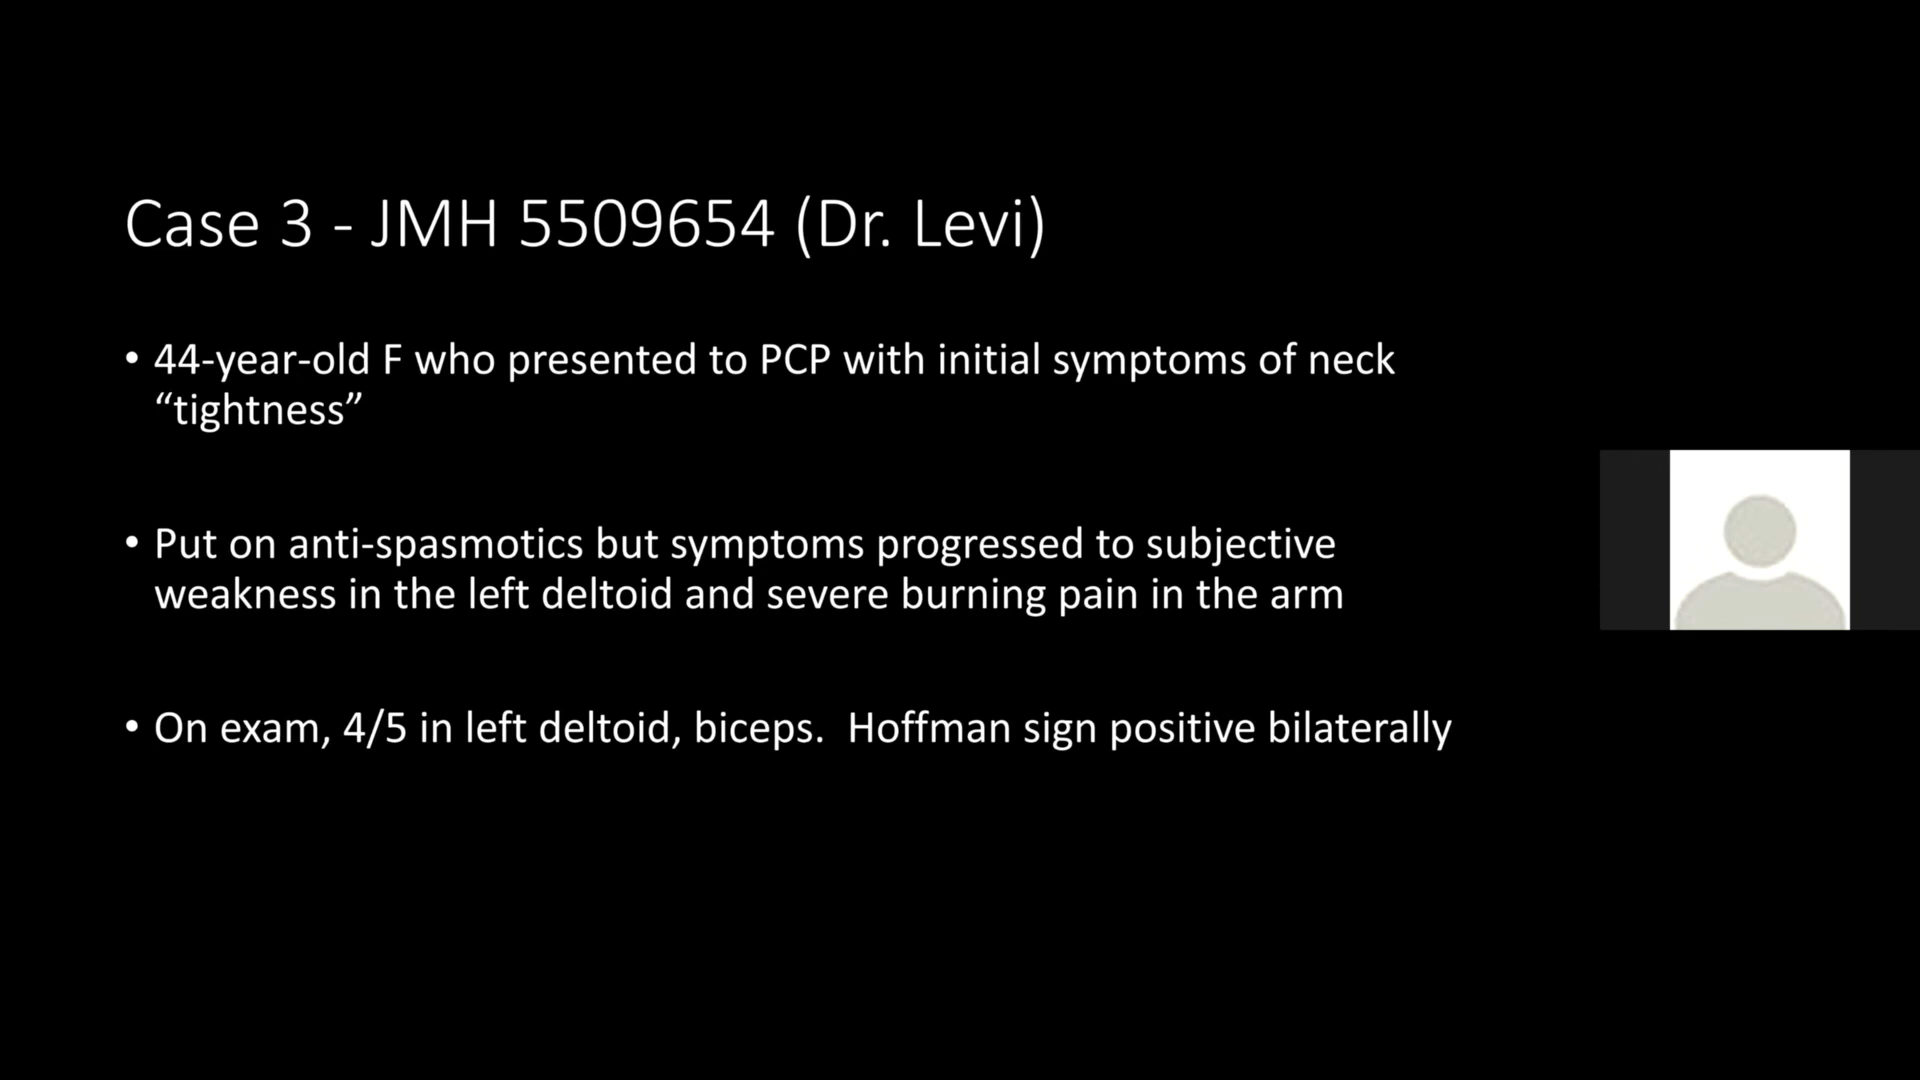 Case 3 - JMH 5509654 (Dr. Levi)
• 44-year-old F who presented to PCP with initial symptoms of neck
“tightness”
• Put on anti-spasmotics but symptoms progressed to subjective
weakness in the left deltoid and severe burning pain in the arm
• On exam, 4/5 in left deltoid, biceps.  Hoffman sign positive bilaterally